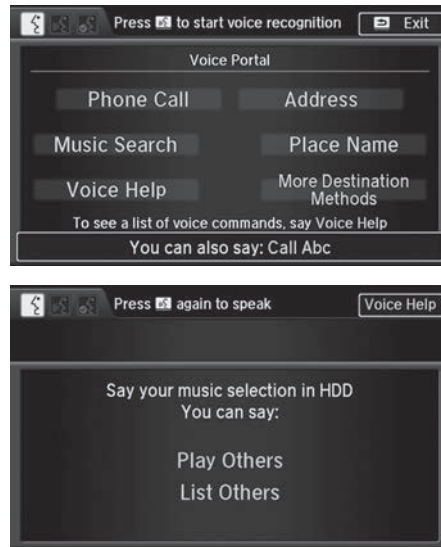 Press to start voice recognition
Exit
Voice Portal
Phone Call
Address
Music Search
Place Name
Voice Help
More Destination
Methods
To see a list of voice commands, say Voice Help
You can also say: Call Abc
Press again to speak
Voice Help
Say your music selection in HDD
You can say:
Play Others
List Others